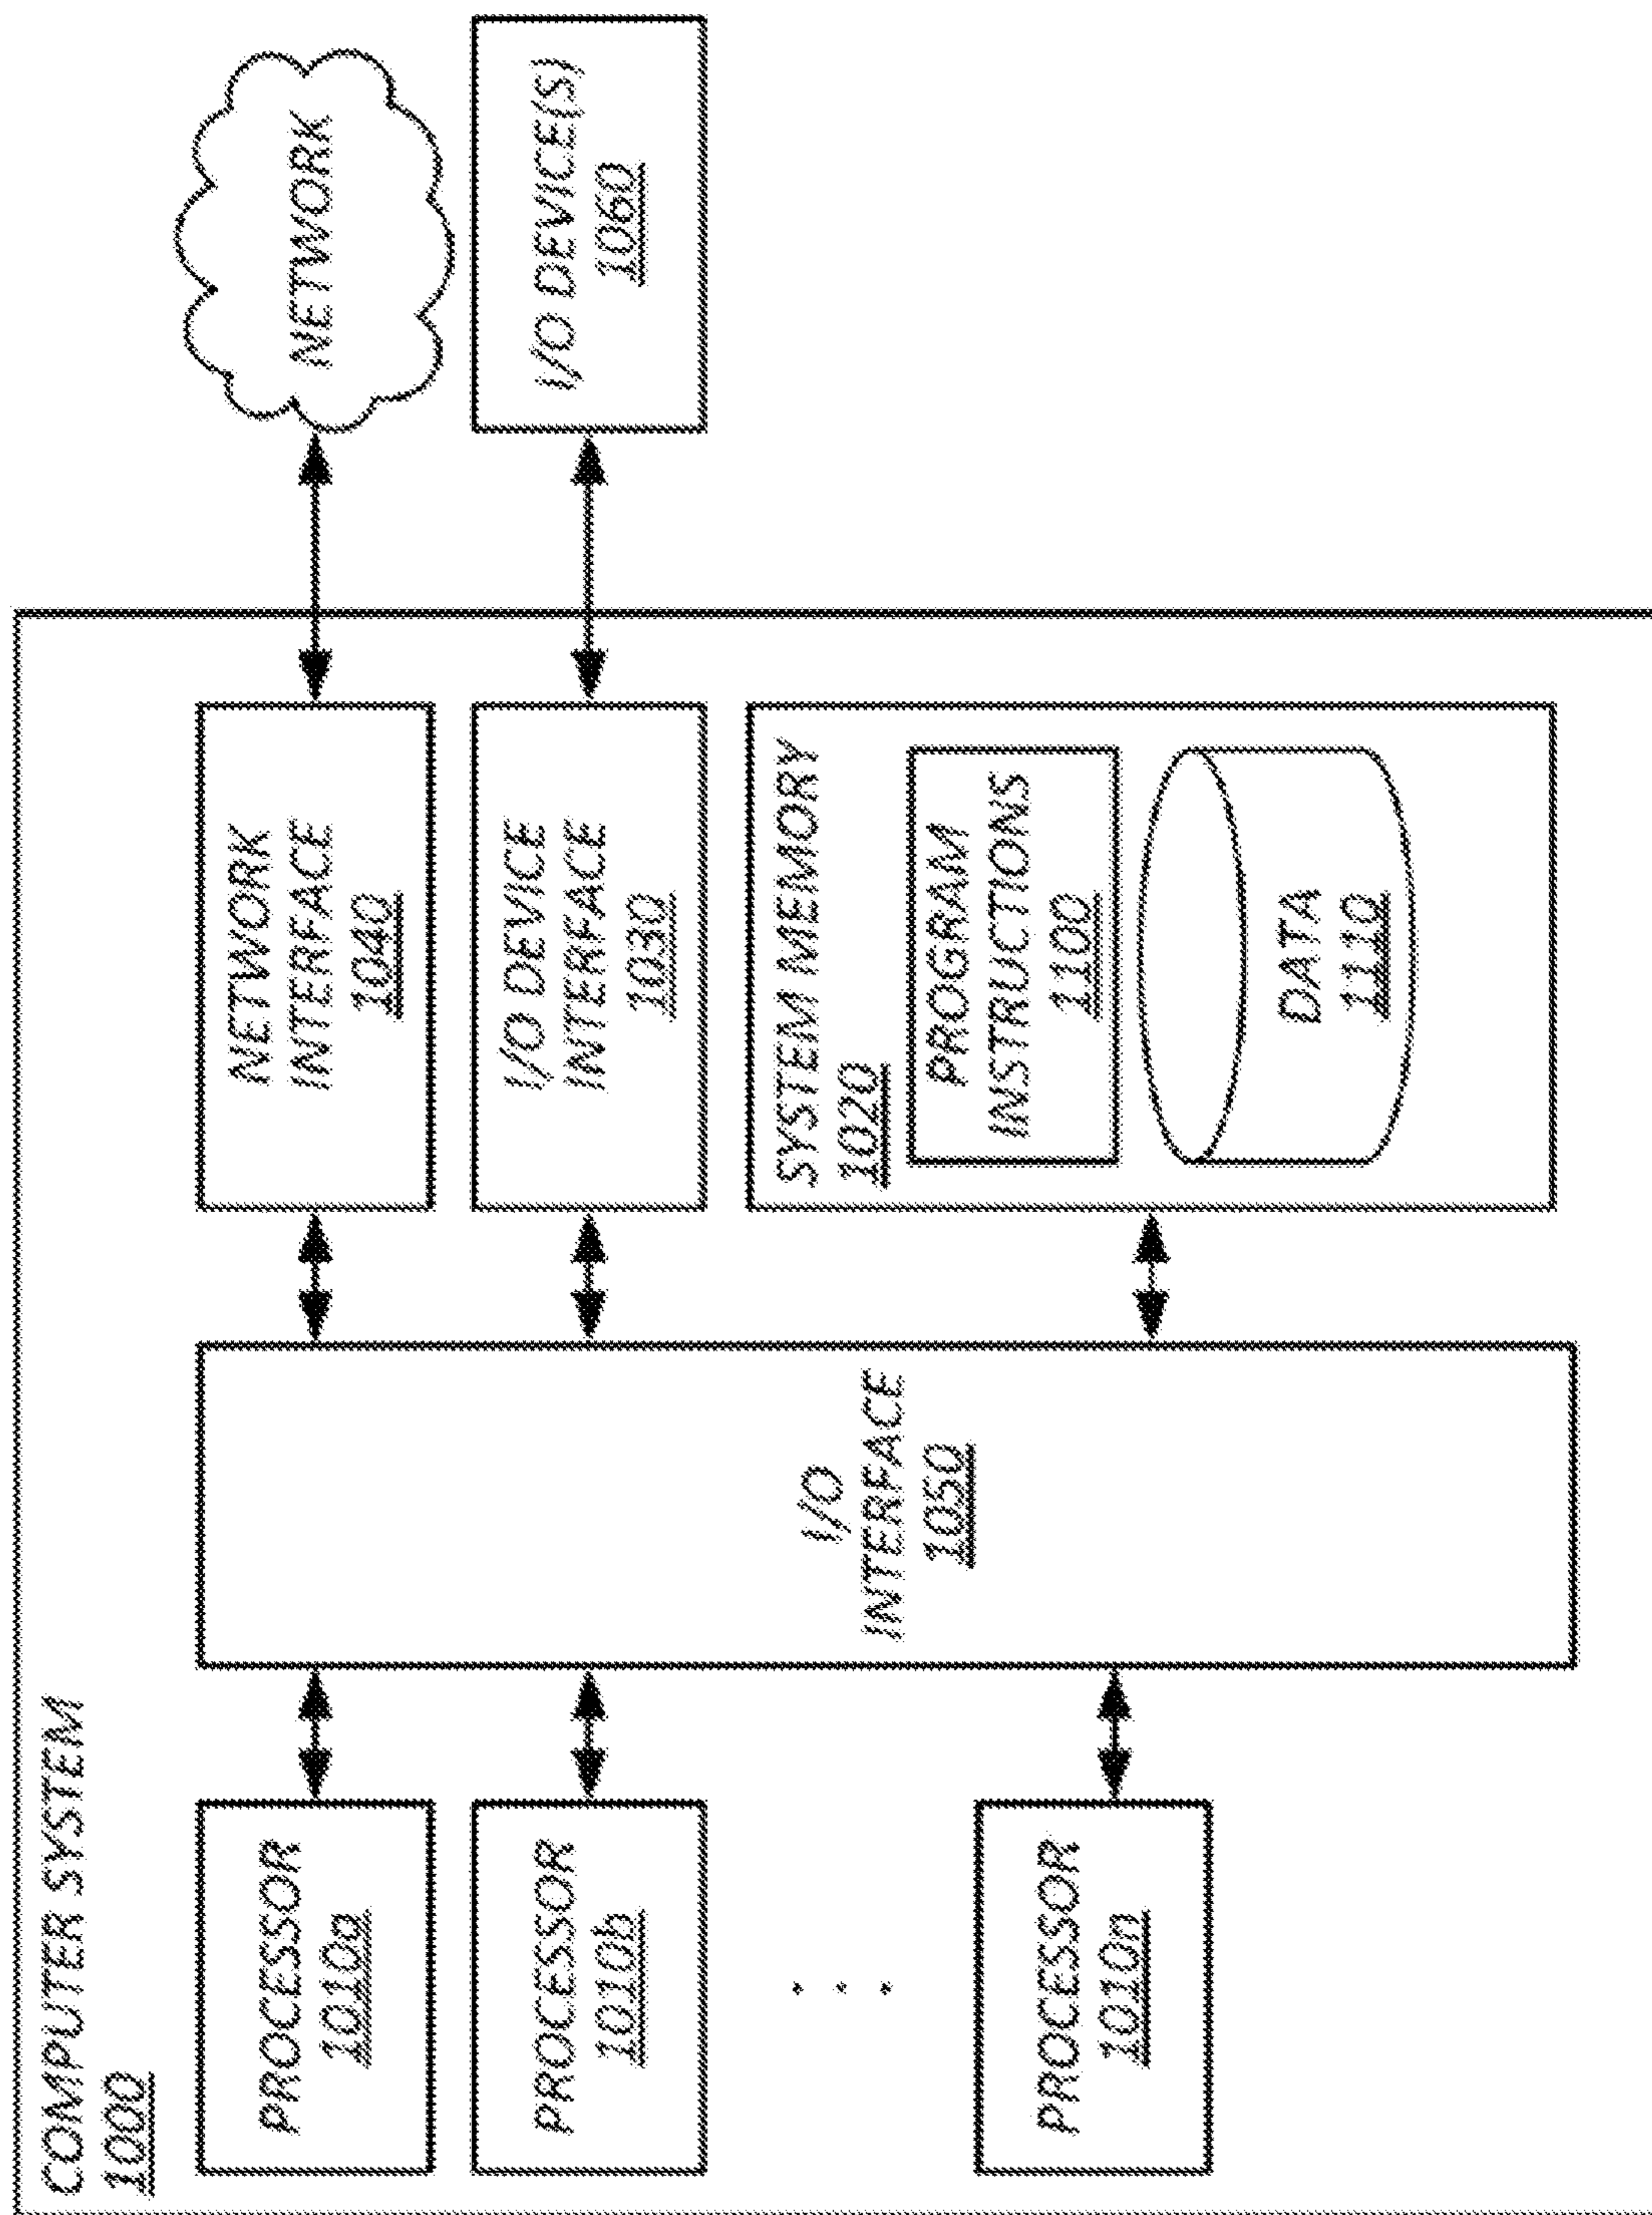 COMPUTER SYSTEM
1000
PROCESSOR
1010a
PROCESSOR
1010b
. . .
PROCESSOR
1010n
I/O
INTERFACE
1050
NETWORK
INTERFACE
1040
I/O DEVICE
INTERFACE
1030
SYSTEM MEMORY
1020
PROGRAM
INSTRUCTIONS
1100
DATA
1110
NETWORK
I/O DEVICE(S)
1060